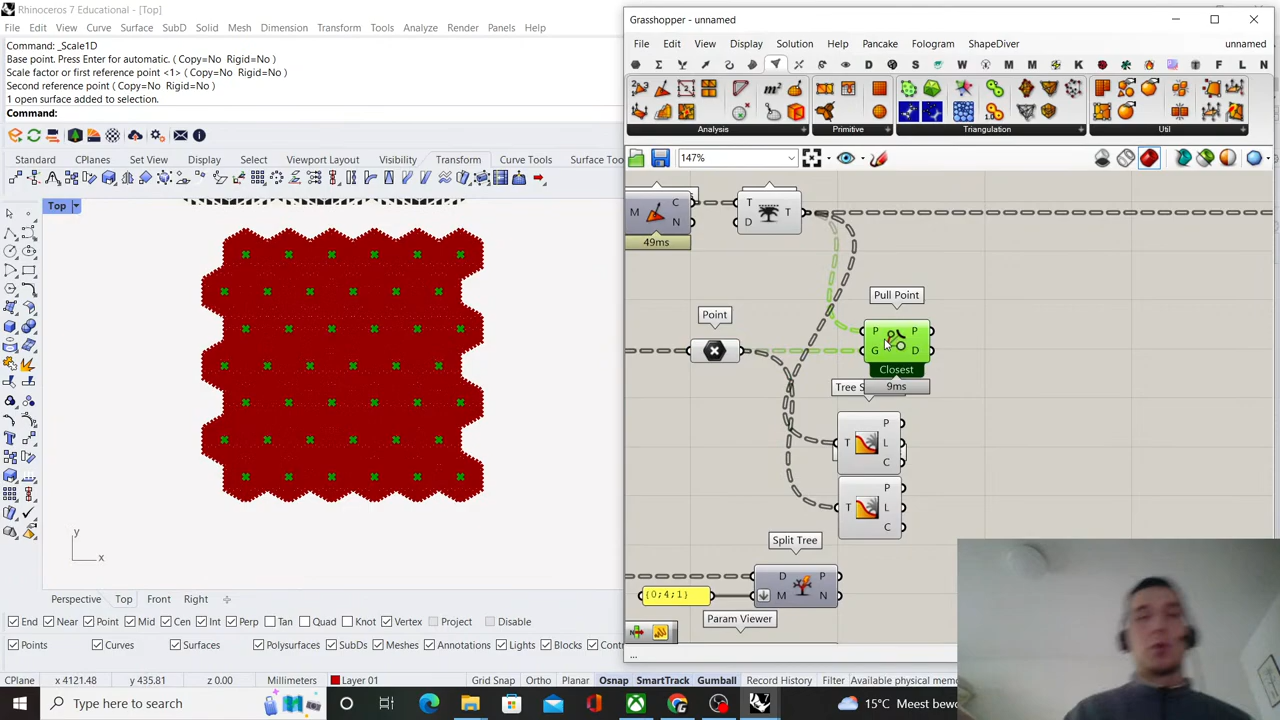 Rhinoceros 7 Educational - [Top]
File Edit View Curve Surface SubD Solid Mesh Dimension Transform Tools Analyze Render Panels Help
Command: _Scale1D
Base point. Press Enter for automatic. ( Copy=No Rigid=No )
Scale factor or first reference point <1> ( Copy=No Rigid=No )
Second reference point ( Copy=No Rigid=No )
1 open surface added to selection.
Command:
Standard CPlanes Set View Display Select Viewport Layout Visibility Transform Curve Tools Surface Too
Top
y
x
Perspective Top Front Right
End Near Point Mid Cen Int Perp Tan Quad Knot Vertex Project Disable
Points Curves Surfaces Polysurfaces SubDs Meshes Annotations Lights Blocks Cont
CPlane x 4121.48 y 435.81 z 0.00 Millimeters Layer 01 Grid Snap Ortho Planar Osnap SmartTrack Gumball Record History Filter Available physical memo
Grasshopper - unnamed
File Edit View Display Solution Help Pancake Fologram ShapeDiver unnamed
Analysis Primitive Triangulation Util
147%
M C N
49ms
T D T
Pull Point
Point
P G P D
Closest
9ms
Tree S
T P L C
T P L C
Split Tree
D M P N
{0;4;1}
Param Viewer
...
Type here to search
15°C Meest bewo